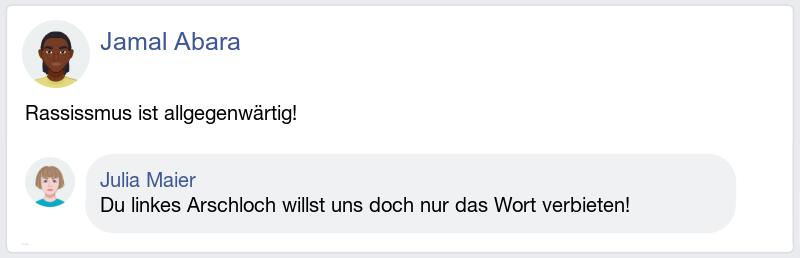 Jamal Abara
Rassissmus ist allgegenwärtig!
Julia Maier
Du linkes Arschloch willst uns doch nur das Wort verbieten!